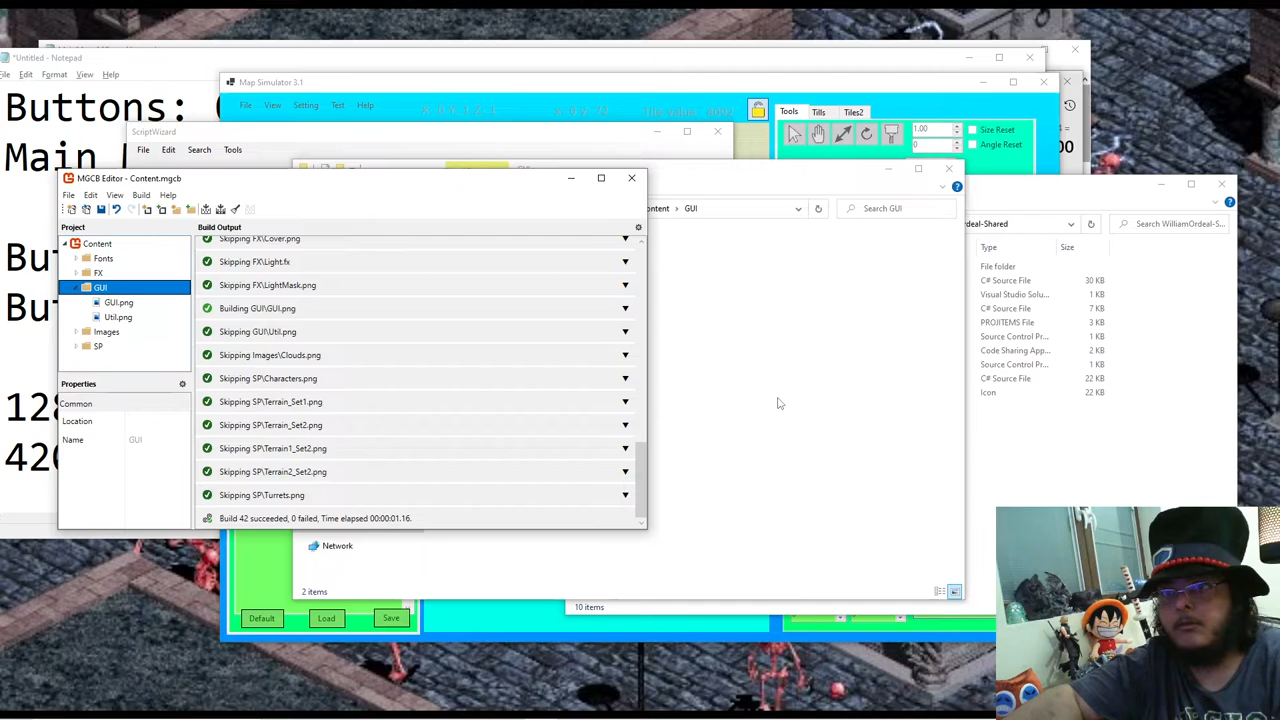 *Untitled - Notepad
File Edit Format View Help
Buttons:
Main
128
420
Map Simulator 3.1
File View Setting Test Help
Tools Tills Tiles2
1.00 Size Reset
0 Angle Reset
ScriptWizard
File Edit Search Tools
GUI
Search GUI
MGCB Editor - Content.mgcb
File Edit View Build Help
Project
Content
Fonts
FX
GUI
GUI.png
Util.png
Images
SP
Properties
Common
Location
Name GUI
Build Output
Skipping FX\Cover.png
Skipping FX\Light.fx
Skipping FX\LightMask.png
Building GUI\GUI.png
Skipping GUI\Util.png
Skipping Images\Clouds.png
Skipping SP\Characters.png
Skipping SP\Terrain_Set1.png
Skipping SP\Terrain_Set2.png
Skipping SP\Terrain1_Set2.png
Skipping SP\Terrain2_Set2.png
Skipping SP\Turrets.png
Build 42 succeeded, 0 failed, Time elapsed 00:00:01.16.
Network
2 items
10 items
Default Load Save
deal-Shared
Search WilliamOrdeal-S...
Type Size
File folder
C# Source File 30 KB
Visual Studio Solu... 1 KB
C# Source File 7 KB
PROJITEMS File 3 KB
Source Control Pr... 1 KB
Code Sharing App... 2 KB
Source Control Pr... 1 KB
C# Source File 22 KB
Icon 22 KB